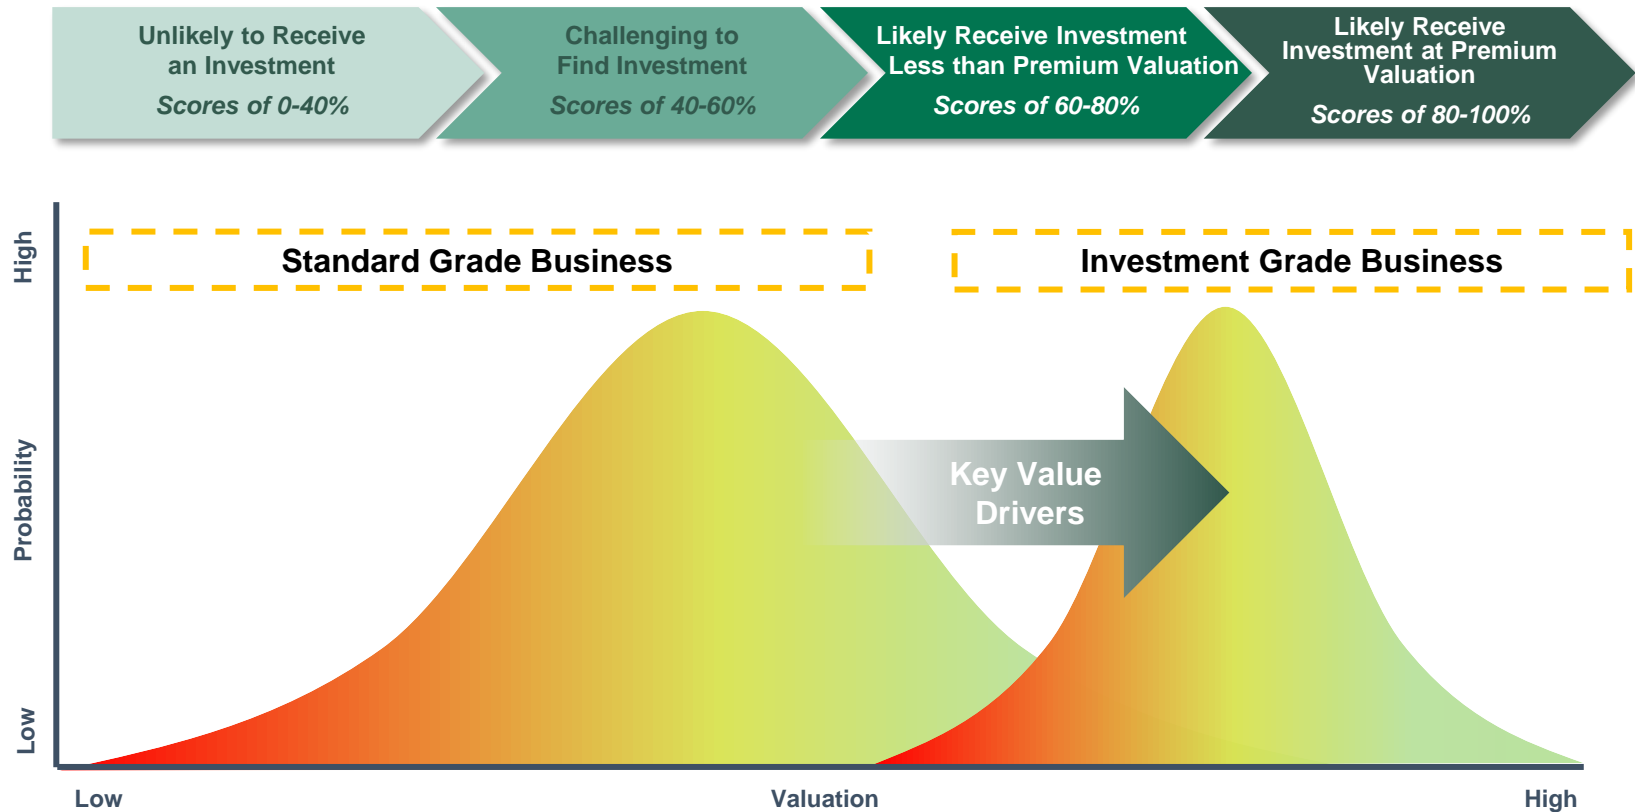 Unlikely to Receive
an Investment
Scores of 0-40%
Challenging to
Find Investment
Scores of 40-60%
Likely Receive Investment
Less than Premium Valuation
Scores of 60-80%
Likely Receive
Investment at Premium
Valuation
Scores of 80-100%
High
Probability
Low
Standard Grade Business
Investment Grade Business
Key Value
Drivers
Low
Valuation
High